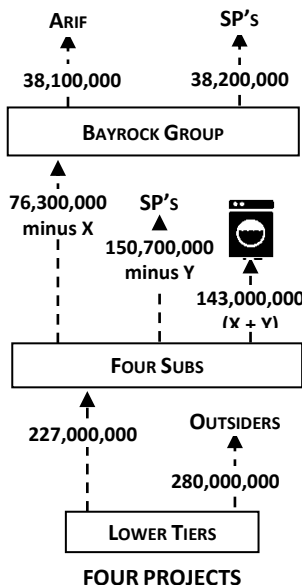 ARIF SP'S
38,100,000 38,200,000
BAYROCK GROUP
76,300,000
minus X
SP'S
150,700,000
minus Y
143,000,000
(X + Y)
FOUR SUBS
227,000,000
OUTSIDERS
280,000,000
LOWER TIERS
FOUR PROJECTS